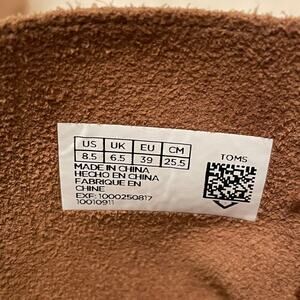 US UK EU CM
8.5 6.5 39 25.5
TOMS
MADE IN CHINA
HECHO EN CHINA
FABRIQUE EN
CHINE
EXF: 1000250817
10010911